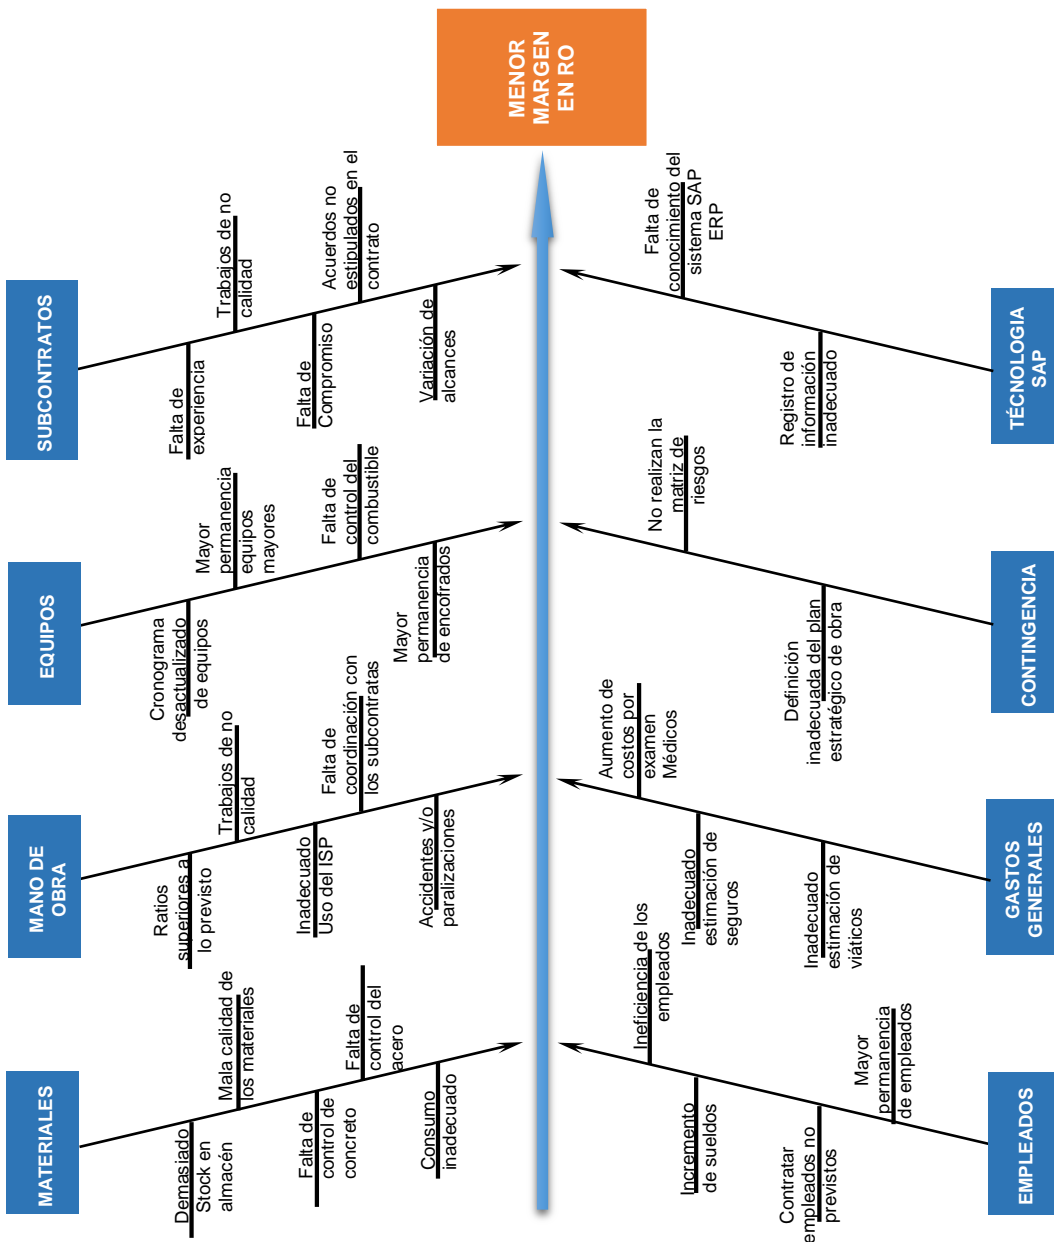 MATERIALES
MANO DE
OBRA
EQUIPOS
SUBCONTRATOS
Demasiado
Stock en
almacén
Mala calidad de
los materiales
Falta de
control de
concreto
Falta de
control del
acero
Consumo
inadecuado
Ratios
superiores a
lo previsto
Trabajos de no
calidad
Inadecuado
Uso del ISP
Falta de
coordinación con
los subcontratas
Accidentes y/o
paralizaciones
Cronograma
desactualizado
de equipos
Mayor
permanencia
equipos
mayores
Falta de
control del
combustible
Mayor
permanencia
de encofrados
Falta de
experiencia
Trabajos de no
calidad
Falta de
Compromiso
Acuerdos no
estipulados en el
contrato
Variación de
alcances
MENOR
MARGEN
EN RO
Ineficiencia de los
empleados
Incremento
de sueldos
Contratar
empleados no
previstos
Mayor
permanencia
de empleados
Aumento de
costos por
examen
Médicos
Inadecuado
estimación de
seguros
Inadecuado
estimación de
viáticos
No realizan la
matriz de
riesgos
Definición
inadecuada del plan
estratégico de obra
Falta de
conocimiento del
sistema SAP
ERP
Registro de
información
inadecuado
EMPLEADOS
GASTOS
GENERALES
CONTINGENCIA
TÉCNOLOGIA
SAP